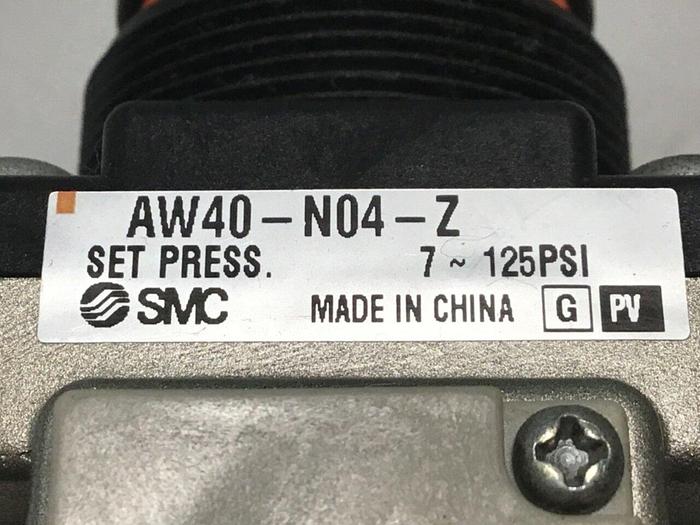 AW40-N04-Z
SET PRESS. 7 ~ 125PSI
SMC MADE IN CHINA G PV